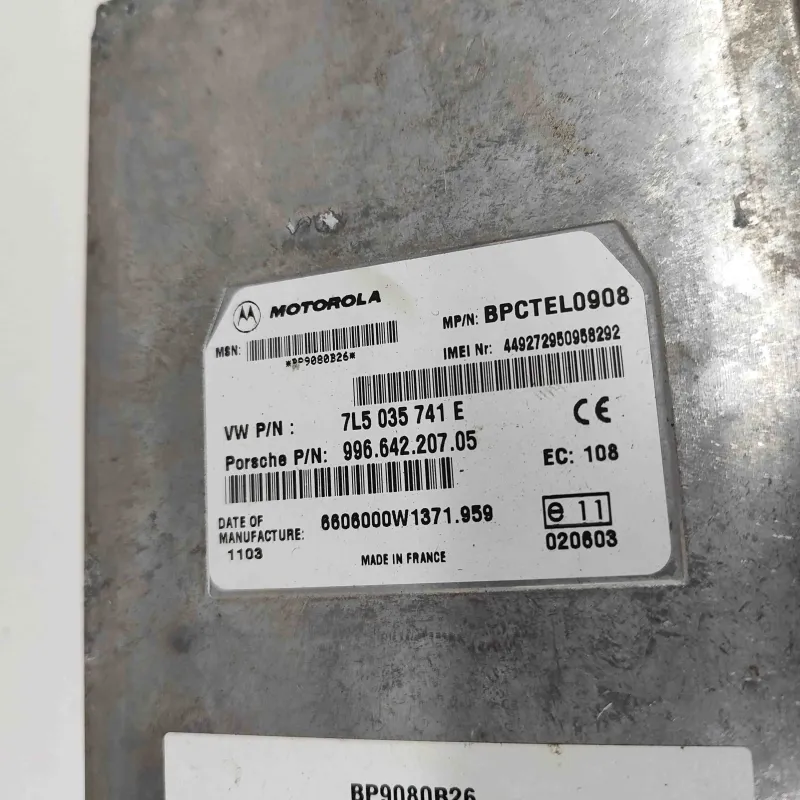 MOTOROLA
MP/N: BPCTEL0908
MSN:
*BP9080B26*
IMEI Nr: 449272950958292
VW P/N : 7L5 035 741 E
CE
Porsche P/N: 996.642.207.05
EC: 108
DATE OF
MANUFACTURE:
1103
6606000W1371.959
e 11
020603
MADE IN FRANCE
BP9080B26